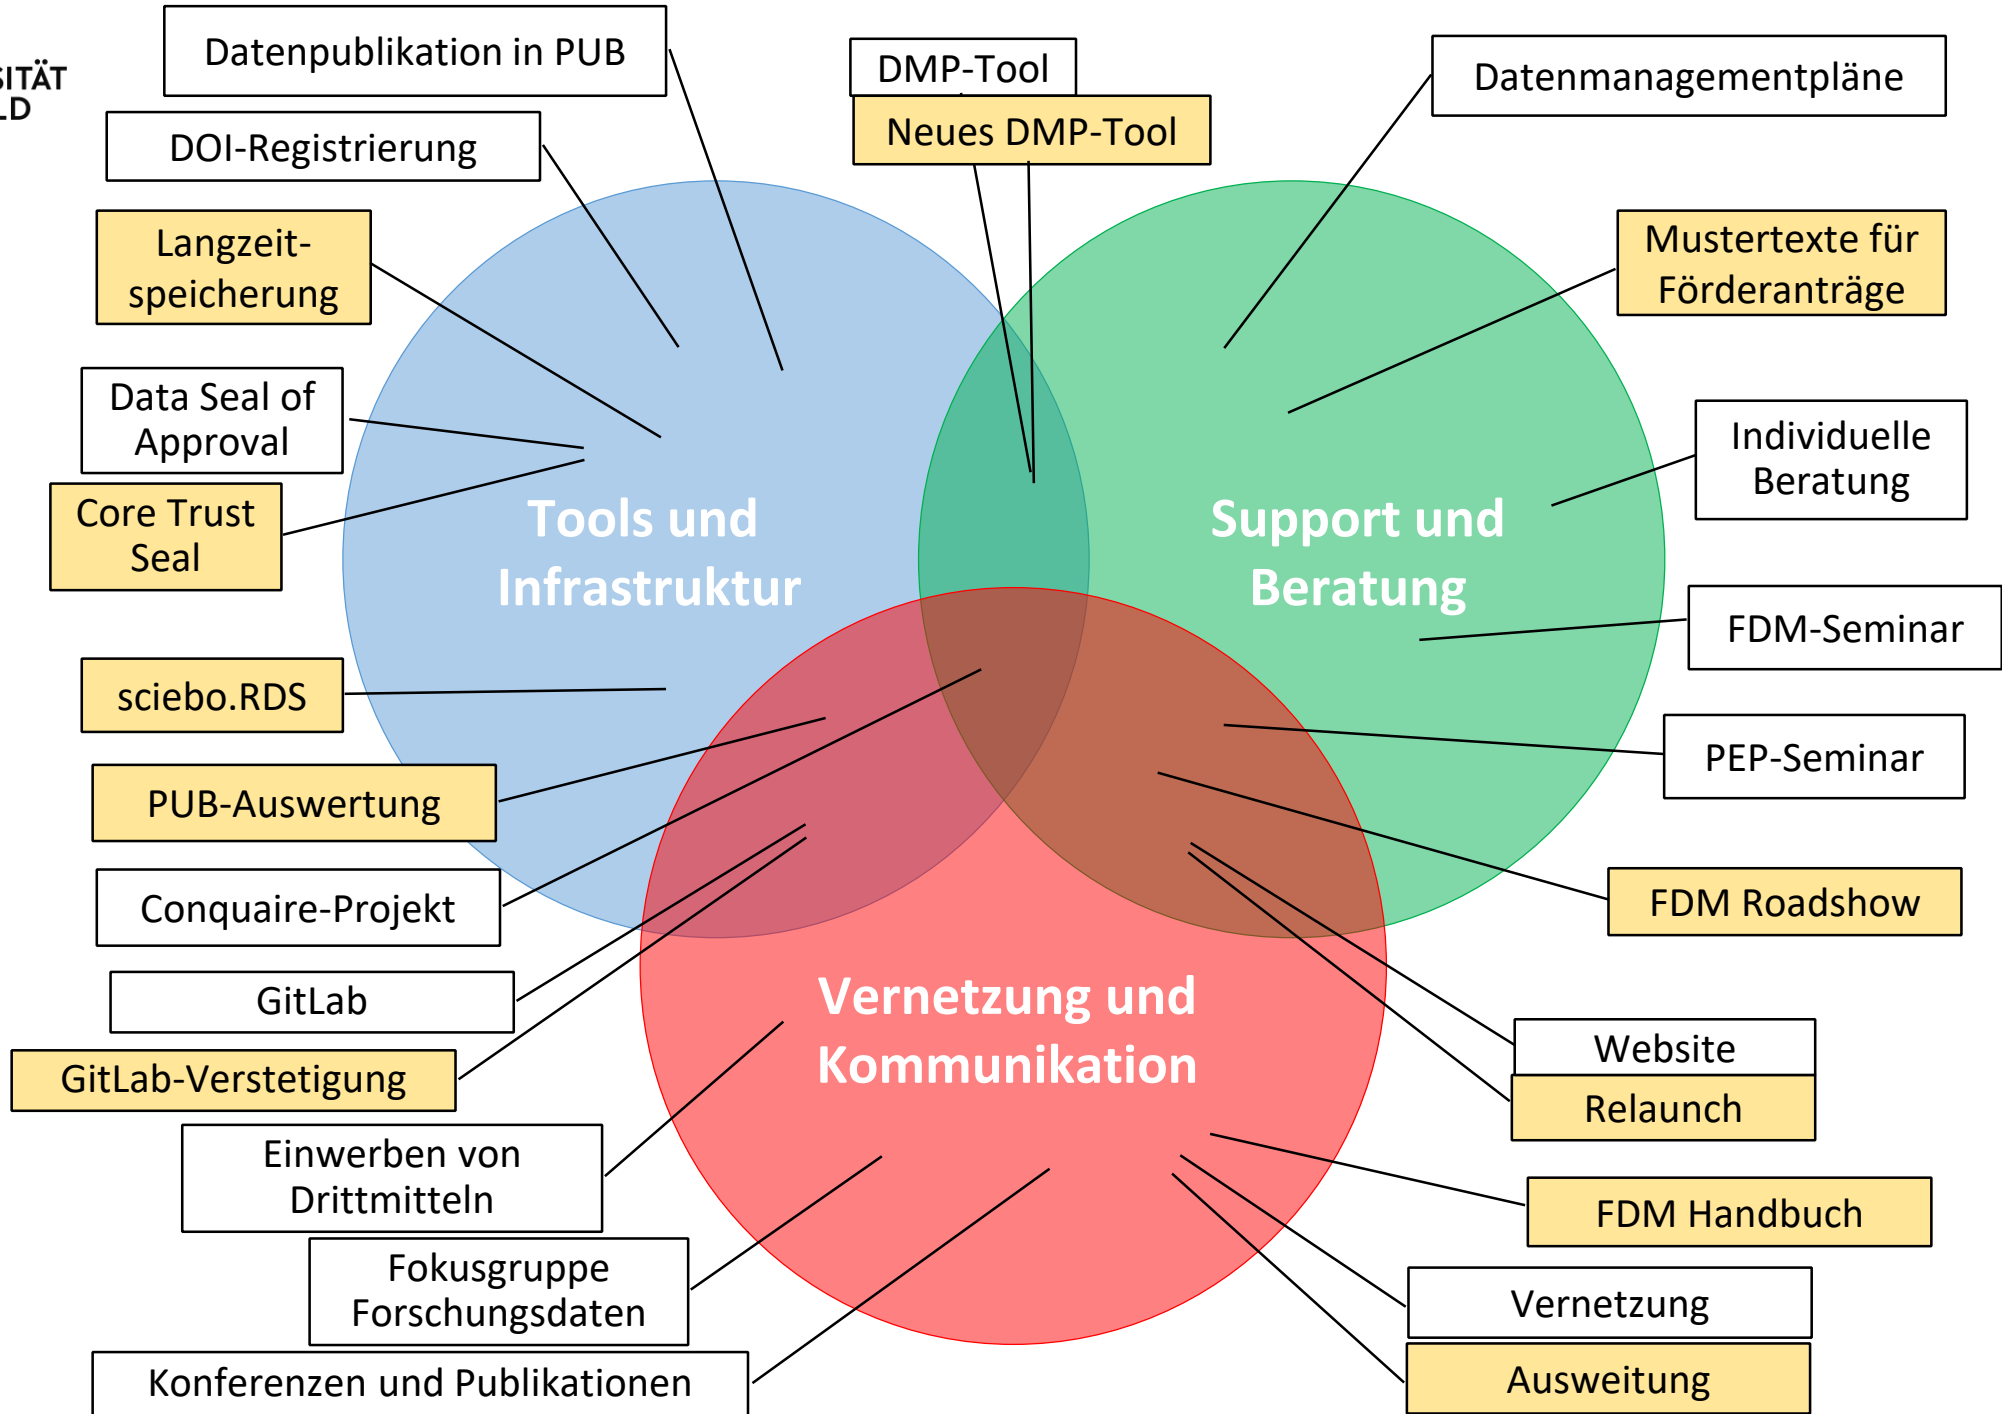 SITÄT
LD
Datenpublikation in PUB
DOI-Registrierung
Langzeit-
speicherung
Data Seal of
Approval
Core Trust
Seal
sciebo.RDS
PUB-Auswertung
Conquaire-Projekt
GitLab
GitLab-Verstetigung
Einwerben von
Drittmitteln
Fokusgruppe
Forschungsdaten
Konferenzen und Publikationen
DMP-Tool
Neues DMP-Tool
Tools und
Infrastruktur
Support und
Beratung
Vernetzung und
Kommunikation
Datenmanagementpläne
Mustertexte für
Förderanträge
Individuelle
Beratung
FDM-Seminar
PEP-Seminar
FDM Roadshow
Website
Relaunch
FDM Handbuch
Vernetzung
Ausweitung